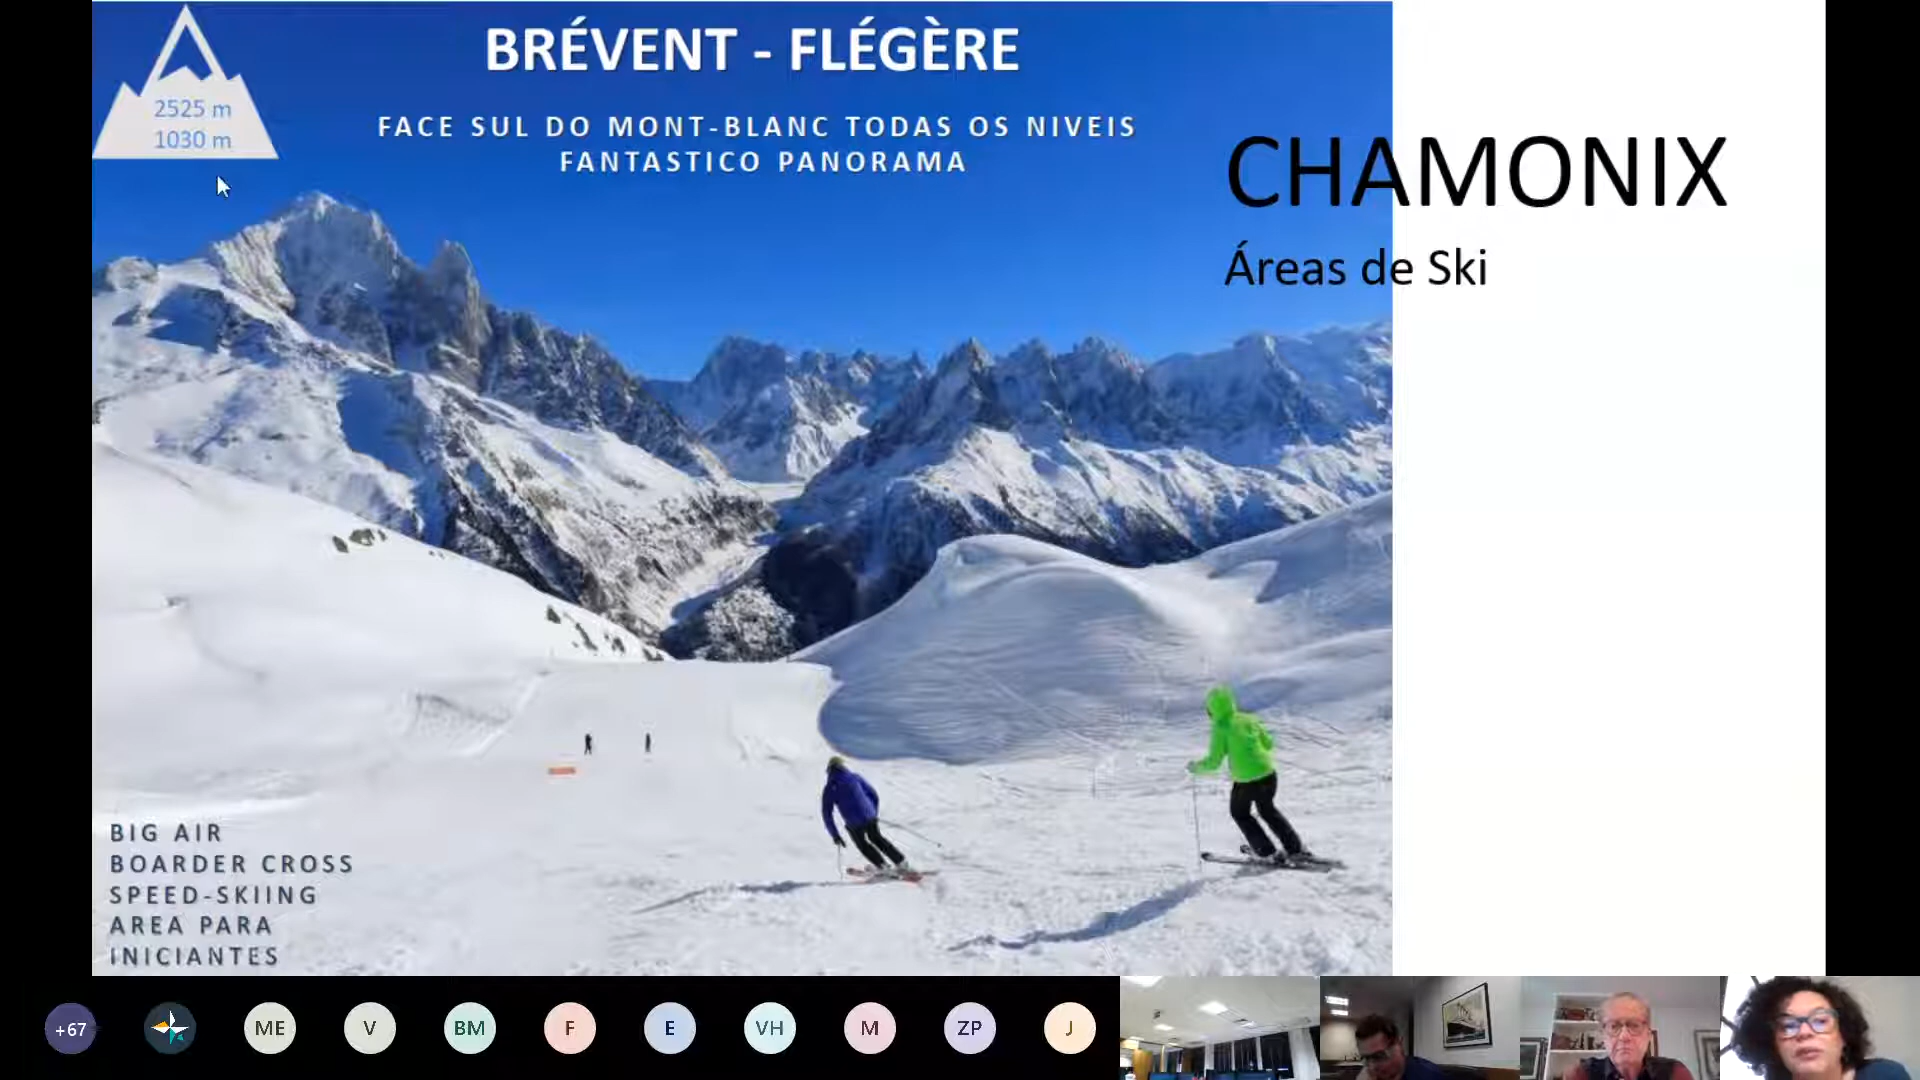 BRÉVENT - FLÉGÈRE
2525 m
1030 m
FACE SUL DO MONT-BLANC TODAS OS NIVEIS
FANTASTICO PANORAMA
CHAMONIX
Áreas de Ski
BIG AIR
BOARDER CROSS
SPEED-SKIING
AREA PARA
INICIANTES
+67
ME
V
BM
F
E
VH
M
ZP
J